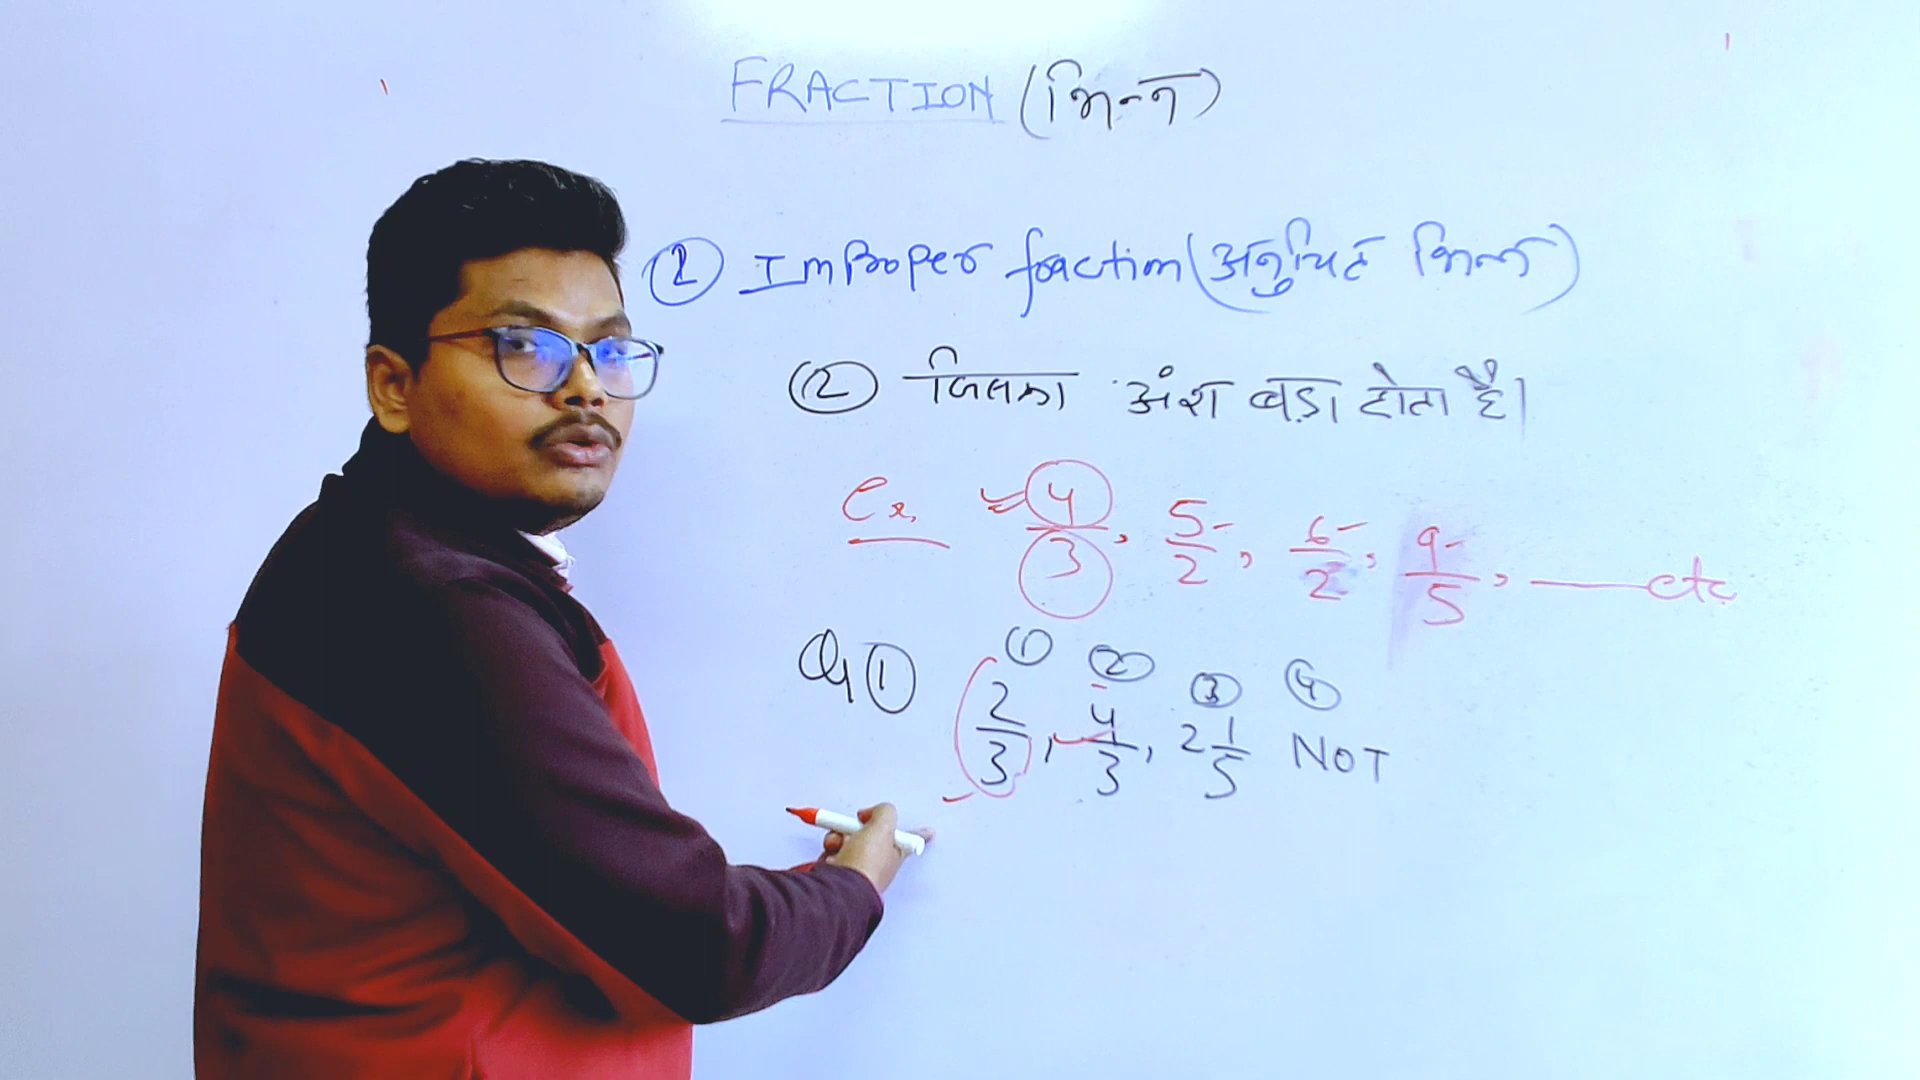 FRACTION (भिन्न)
② Improper fraction (अनुचित भिन्न)
⑫ जिसका अंश बड़ा होता है।
Ex, 4/3, 5/2, 6/2, 9/5, ——etc
Q ① ① ② ③ ④
2/3, 4/3, 2 1/5 NOT